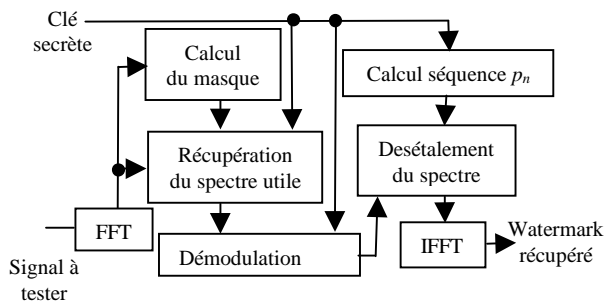 Clé
secrète
Calcul
du masque
Calcul séquence pn
Récupération
du spectre utile
Desétalement
du spectre
FFT
Démodulation
IFFT
Watermark
récupéré
Signal à
tester